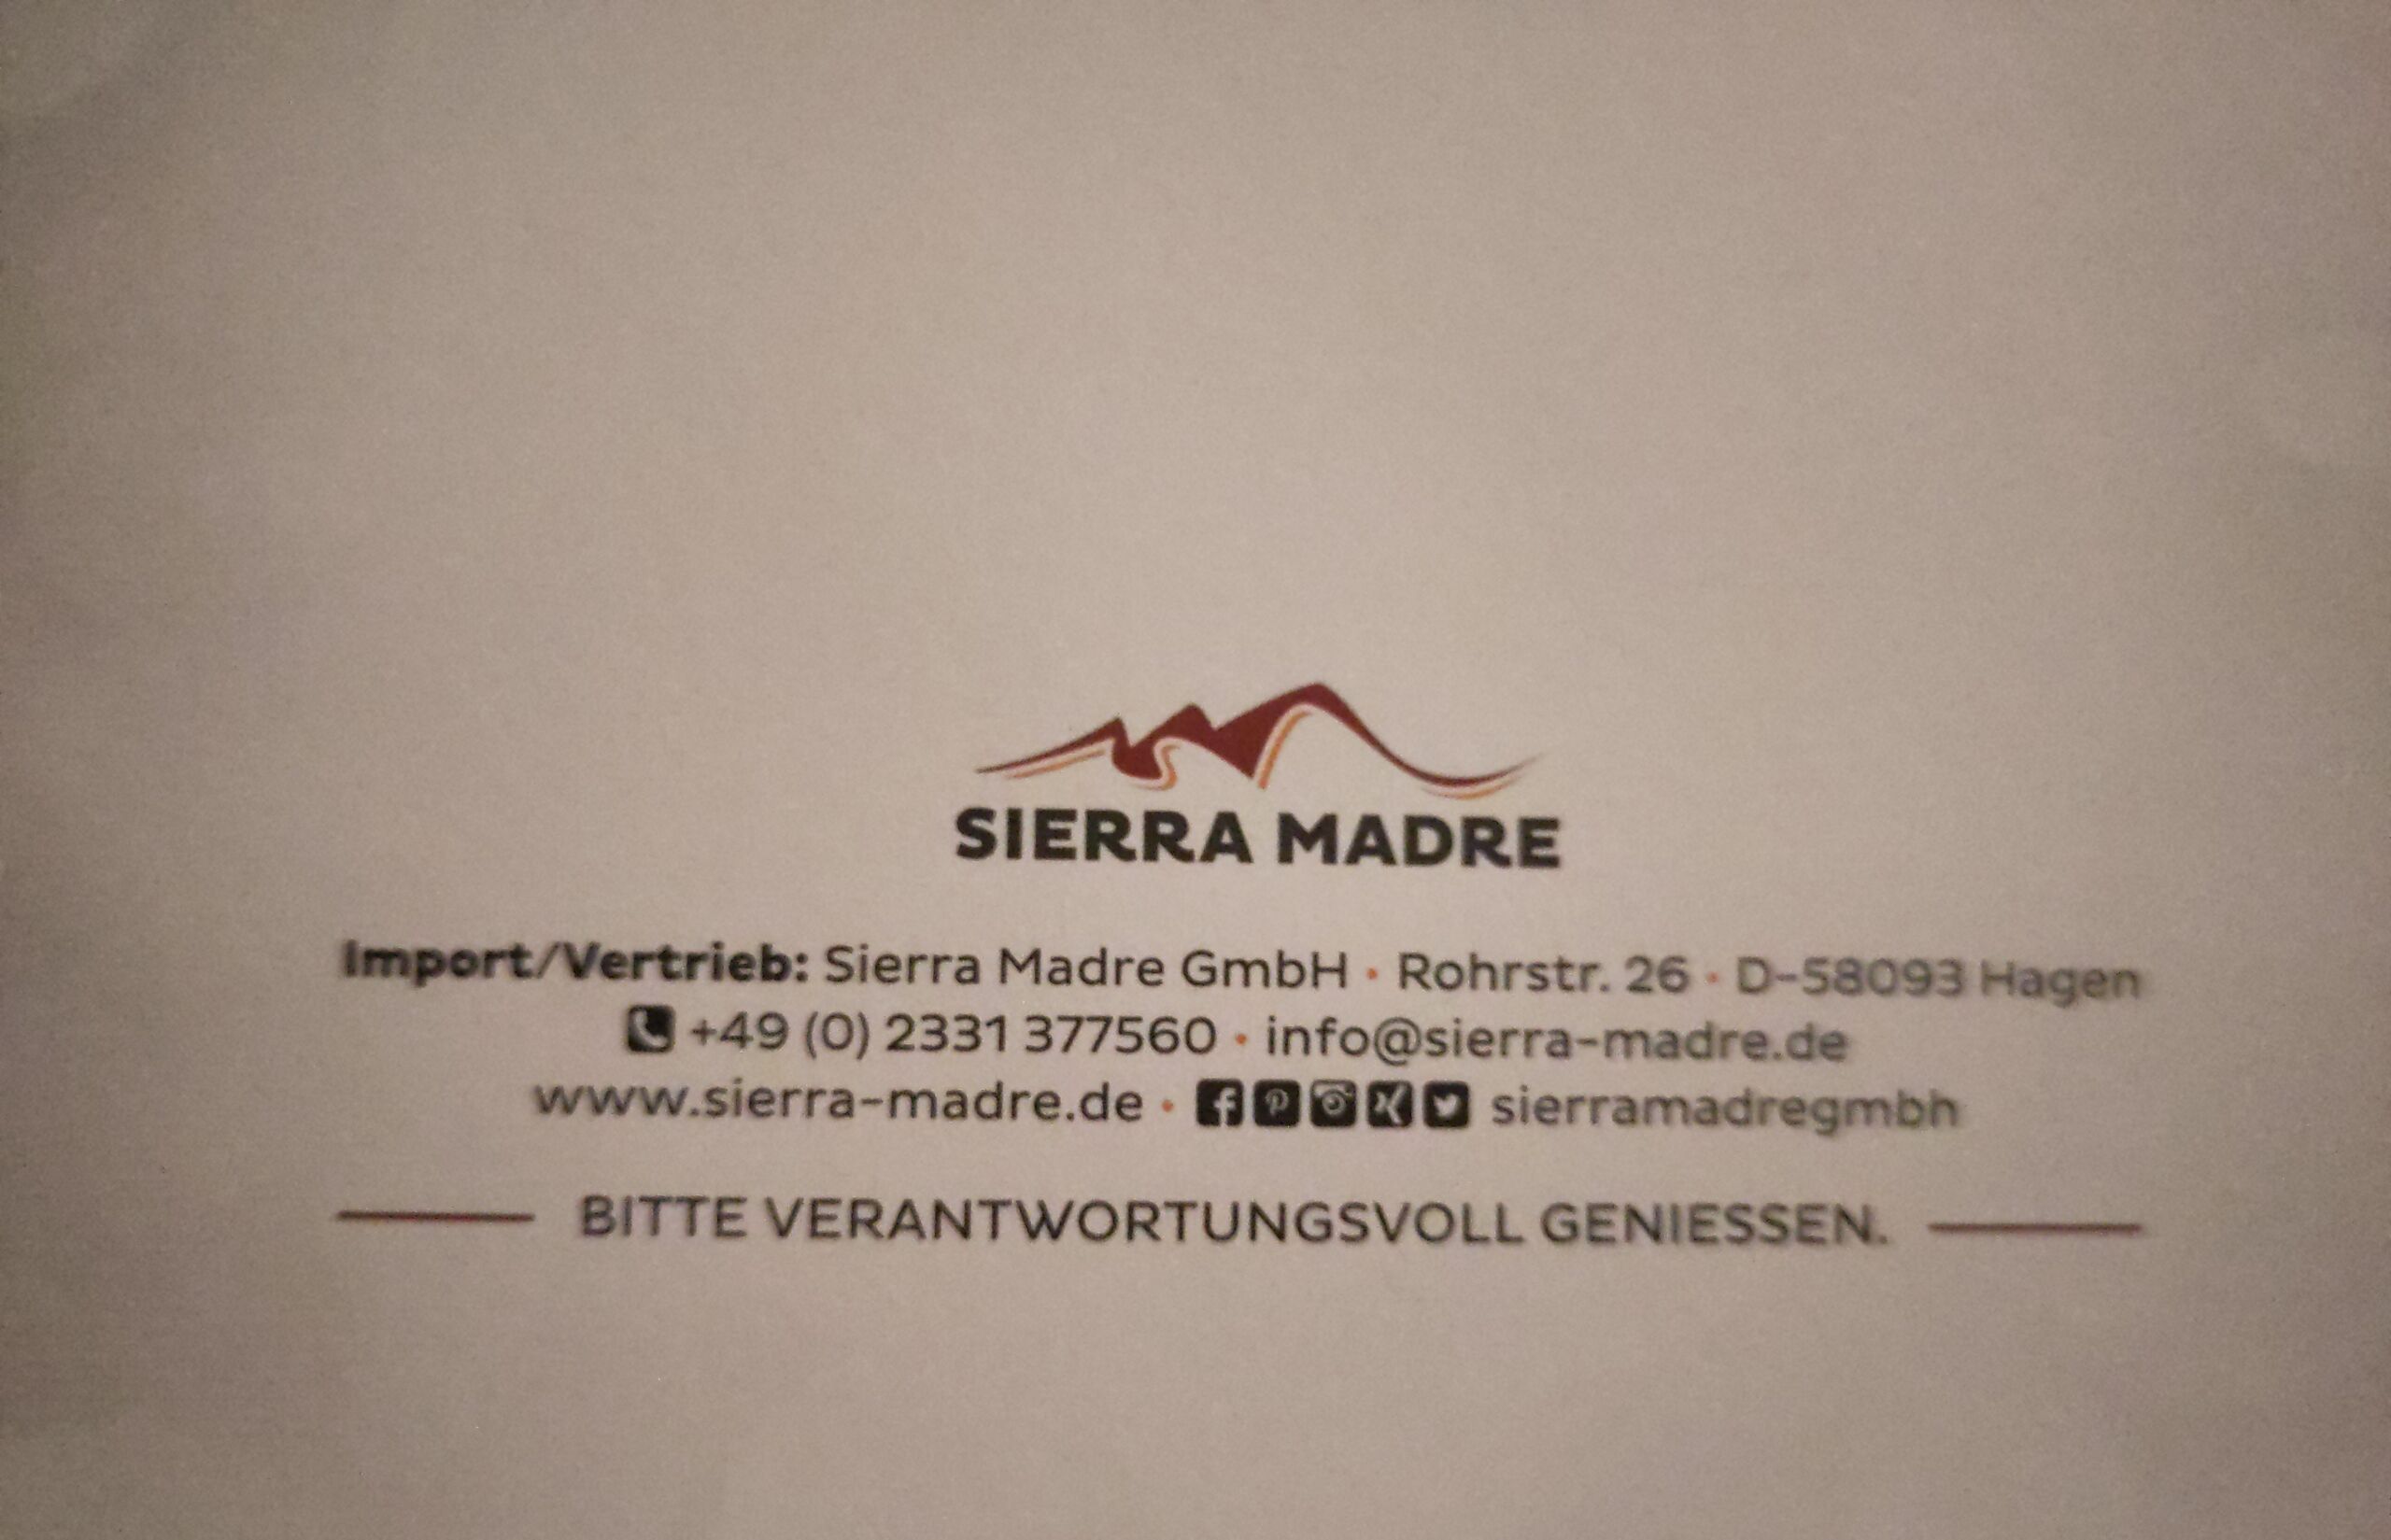 SIERRA MADRE
Import/Vertrieb: Sierra Madre GmbH · Rohrstr. 26 · D-58093 Hagen
+49 (0) 2331 377560 · info@sierra-madre.de
www.sierra-madre.de · sierramadregmbh
BITTE VERANTWORTUNGSVOLL GENIESSEN.